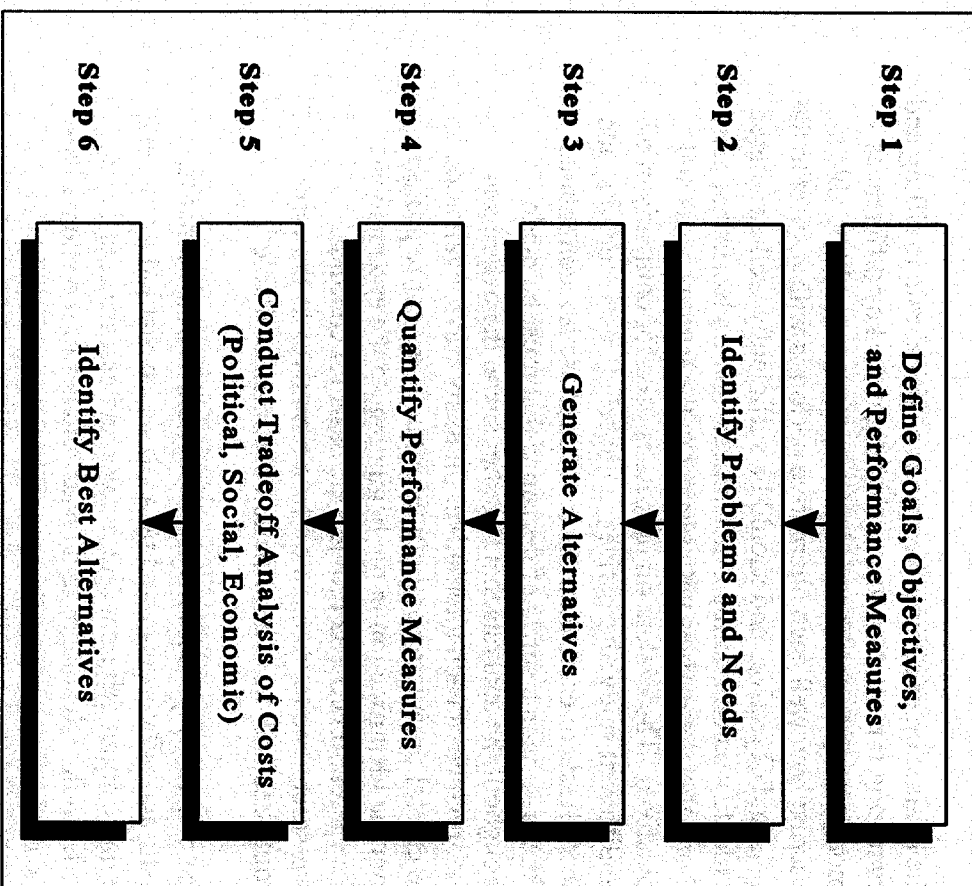 Step 1
Define Goals, Objectives,
and Performance Measures
Step 2
Identify Problems and Needs
Step 3
Generate Alternatives
Step 4
Quantify Performance Measures
Step 5
Conduct Tradeoff Analysis of Costs
(Political, Social, Economic)
Step 6
Identify Best Alternatives